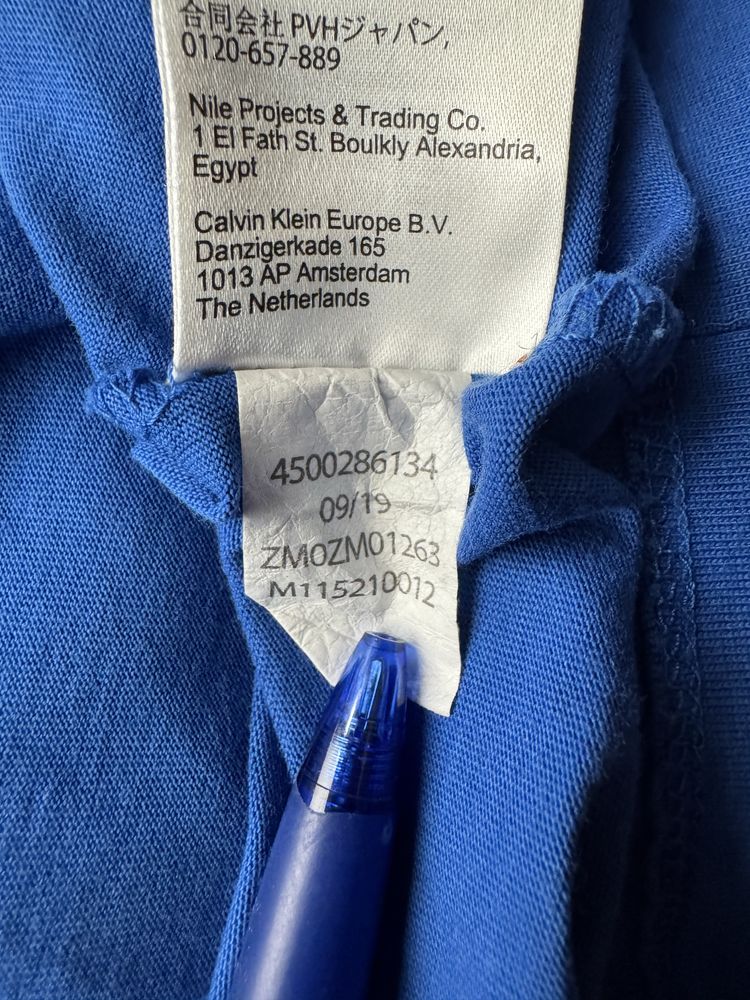 合同会社 PVHジャパン,
0120-657-889
Nile Projects & Trading Co.
1 El Fath St. Boulkly Alexandria,
Egypt
Calvin Klein Europe B.V.
Danzigerkade 165
1013 AP Amsterdam
The Netherlands
4500286134
09/19
ZM0ZM01263
M115210012